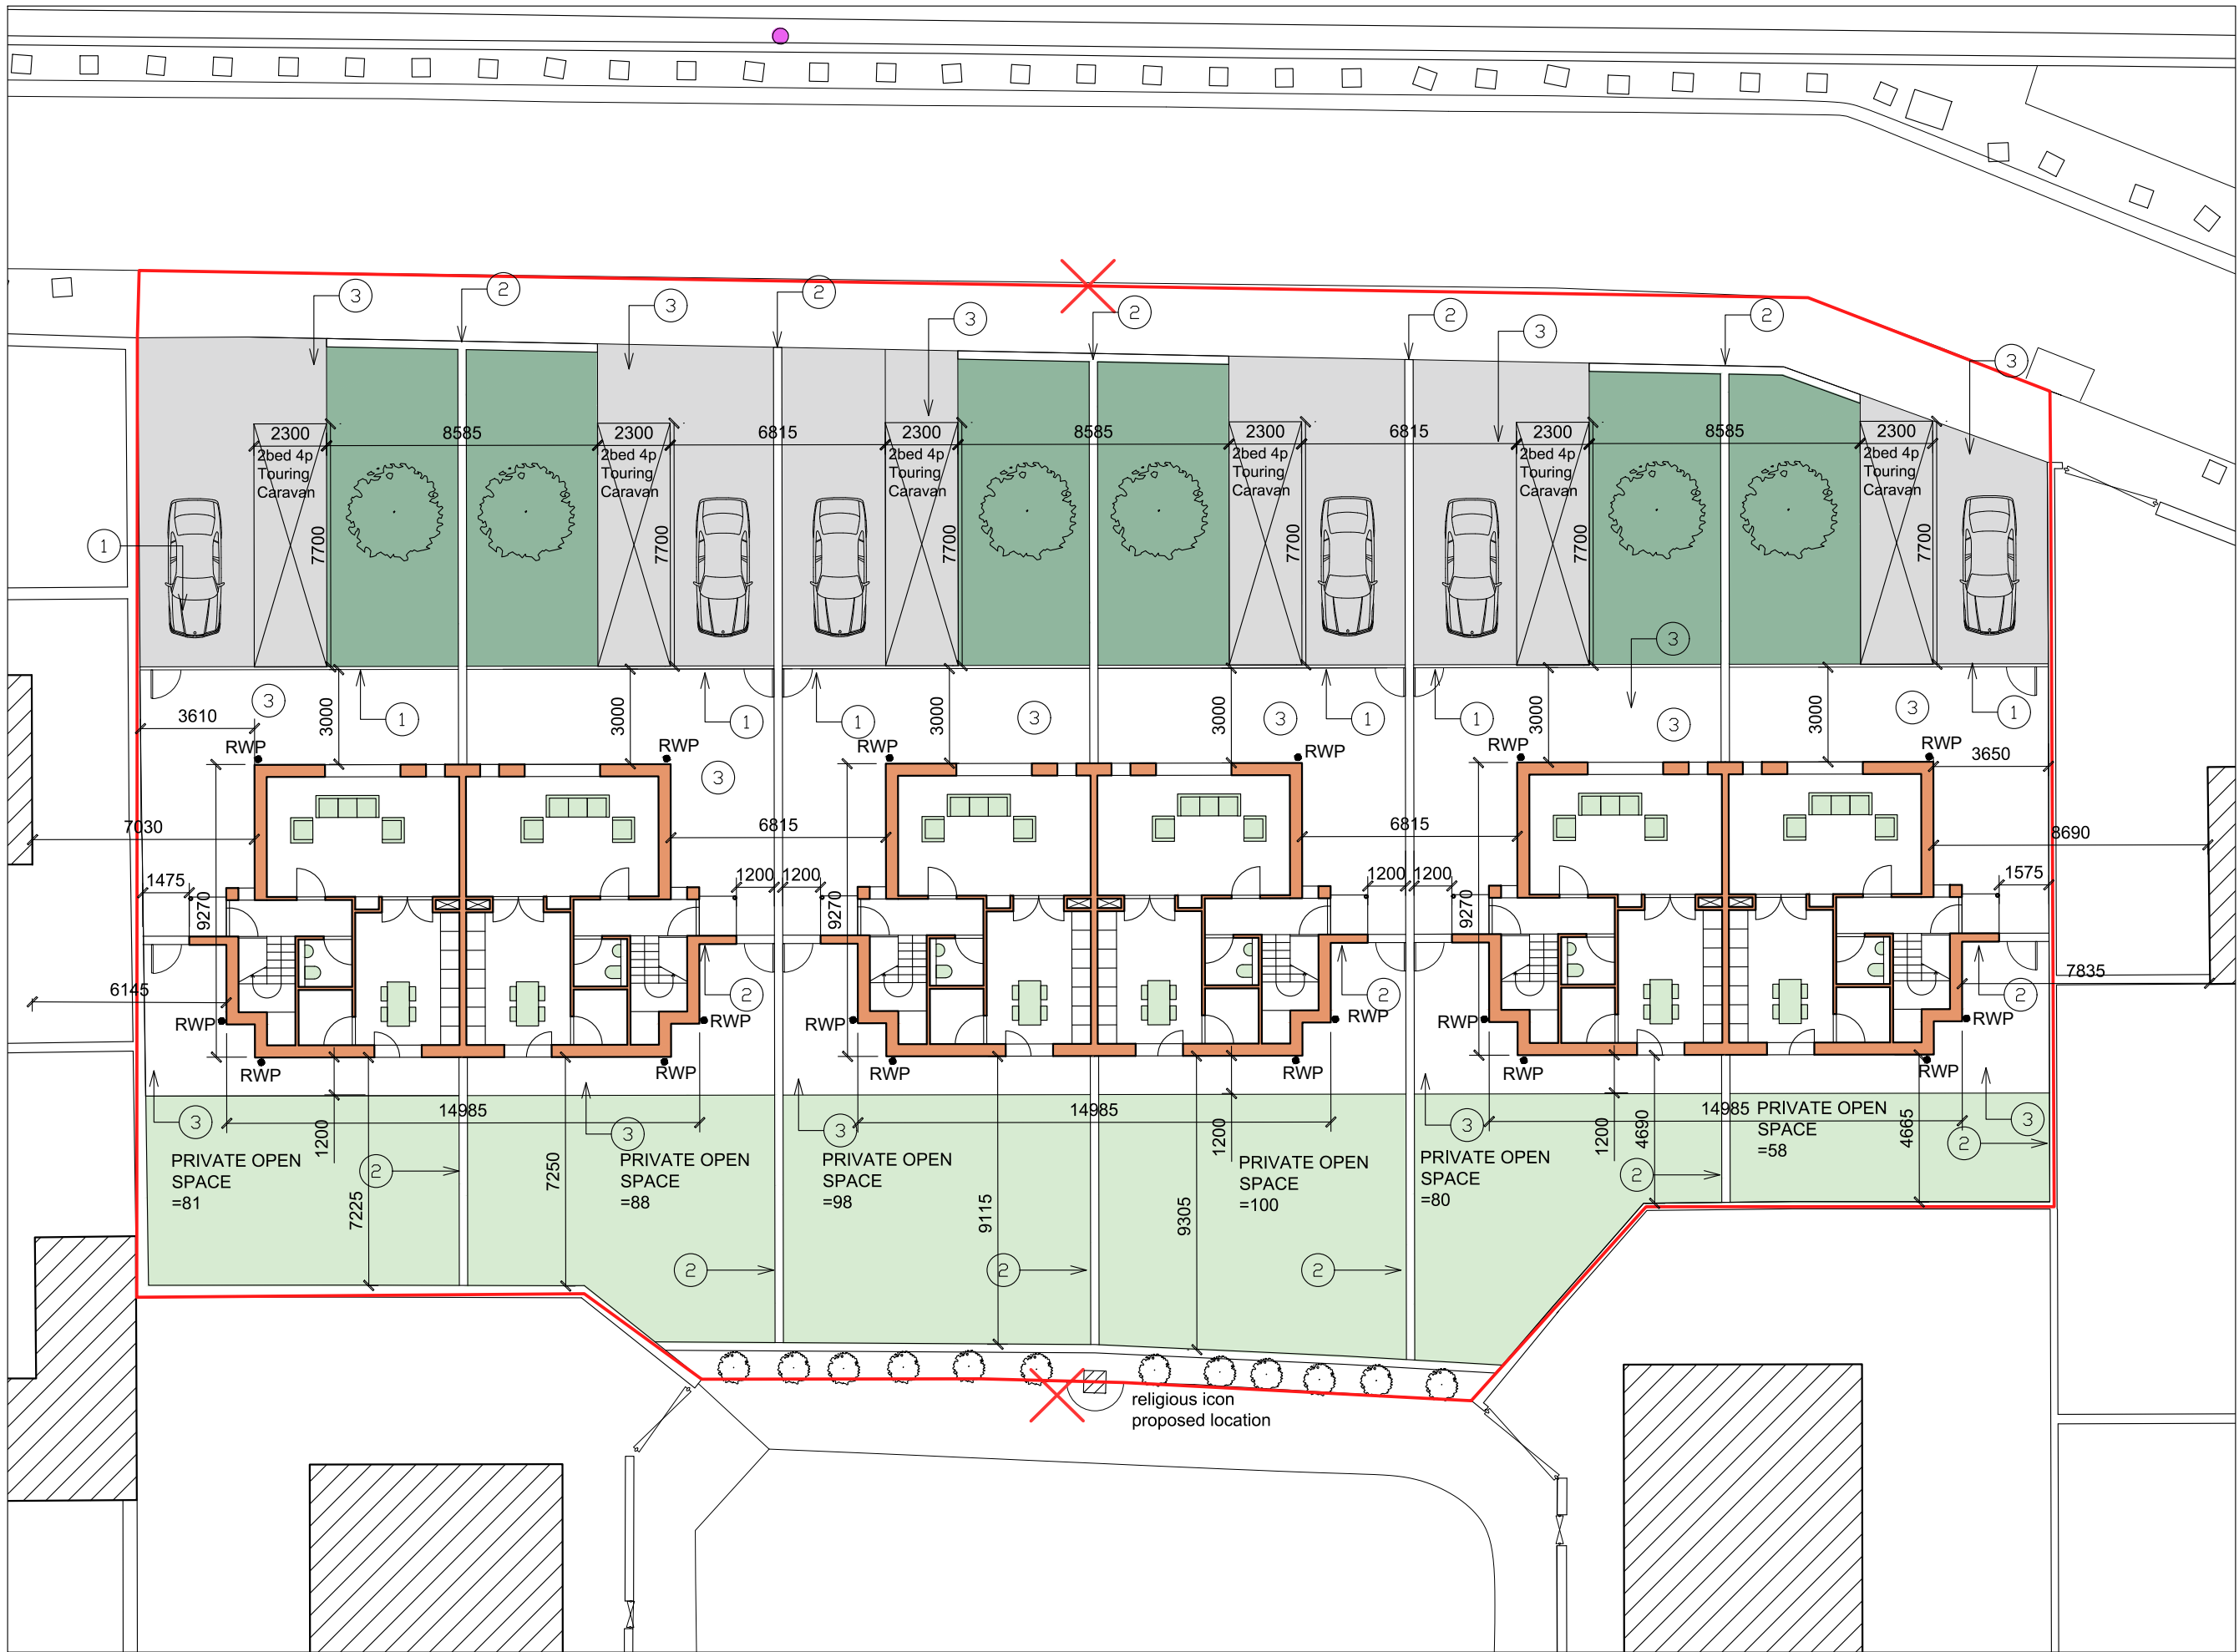 2
2
3
3
2
3
2
2
3
3
2300
8585
2300
6815
2300
8585
2300
6815
2300
8585
2300
2bed 4p
Touring
Caravan
2bed 4p
Touring
Caravan
2bed 4p
Touring
Caravan
2bed 4p
Touring
Caravan
2bed 4p
Touring
Caravan
2bed 4p
Touring
Caravan
7700
7700
7700
7700
7700
7700
1
3
3
3
3
3
3
3610
3000
1
3000
1
1
3000
3000
1
1
3000
3000
1
RWP
RWP
RWP
RWP
RWP
RWP
3650
3
7030
6815
6815
8690
1475
9270
1200
1200
9270
1200
1200
9270
1575
6145
2
2
2
7835
RWP
RWP
RWP
RWP
RWP
RWP
RWP
RWP
RWP
RWP
RWP
RWP
3
14985
3
3
14985
3
14985
3
1200
7225
2
7250
1200
1200
4690
4665
2
PRIVATE OPEN
SPACE
=81
PRIVATE OPEN
SPACE
=88
PRIVATE OPEN
SPACE
=98
PRIVATE OPEN
SPACE
=100
PRIVATE OPEN
SPACE
=80
PRIVATE OPEN
SPACE
=58
2
9115
9305
2
2
2
religious icon
proposed location